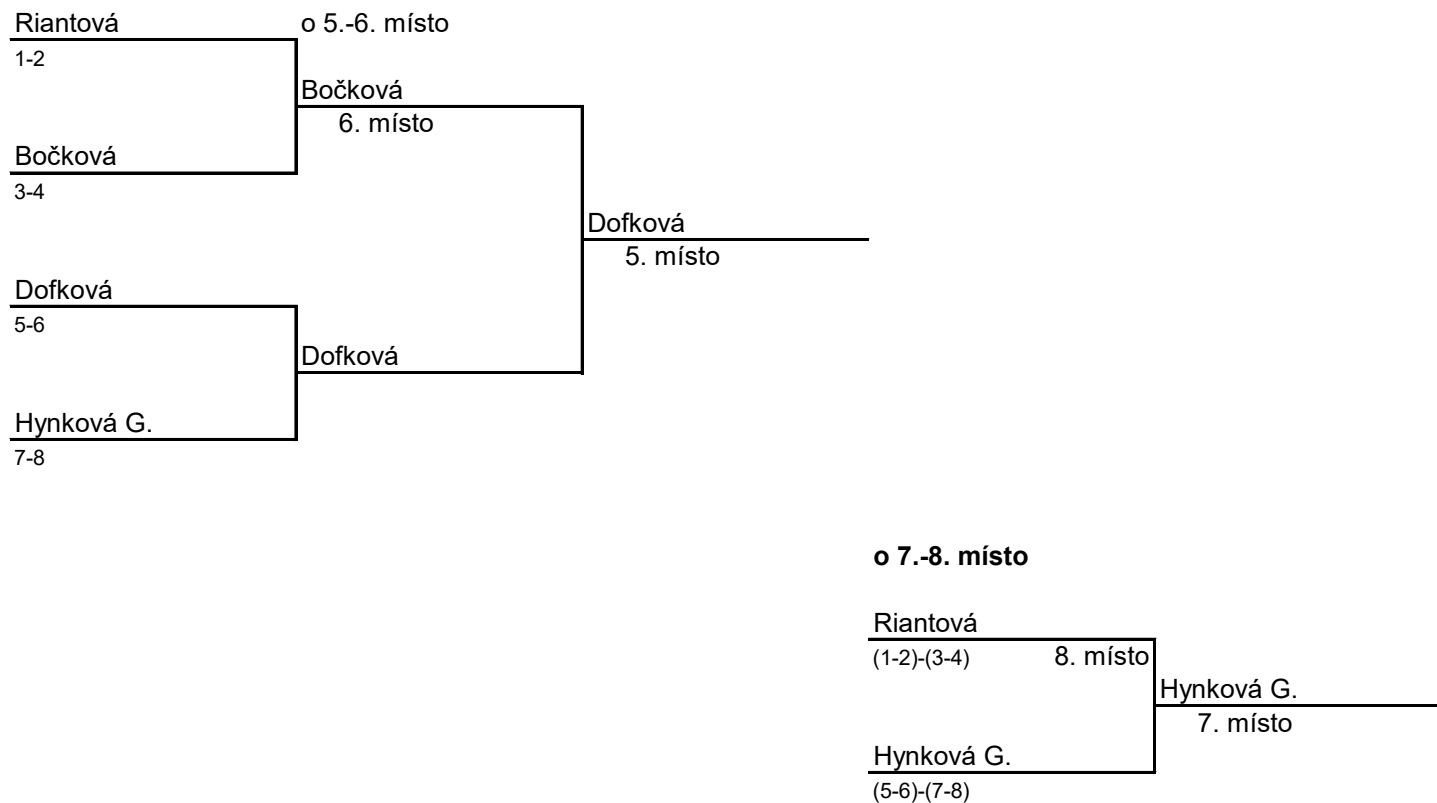 Riantová
o 5.-6. místo
1-2
Bočková
6. místo
Bočková
3-4
Dofková
5. místo
Dofková
5-6
Dofková
Hynková G.
7-8
o 7.-8. místo
Riantová
(1-2)-(3-4)
8. místo
Hynková G.
7. místo
Hynková G.
(5-6)-(7-8)